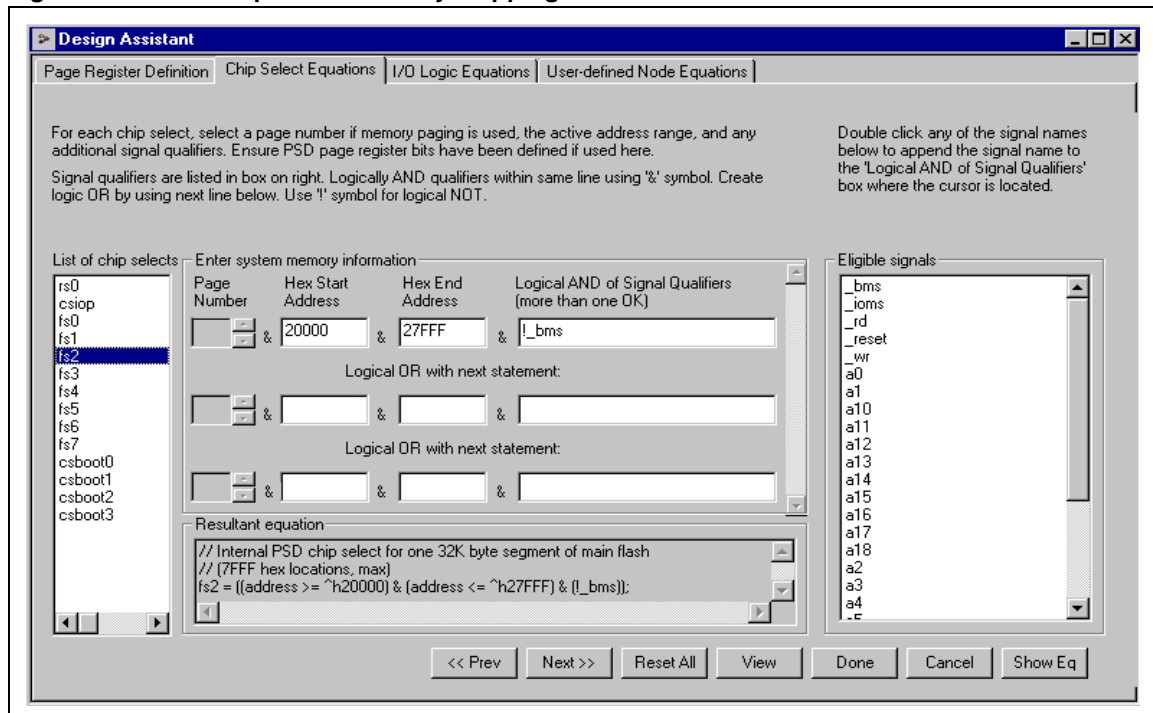 Design Assistant
Page Register Definition Chip Select Equations I/O Logic Equations User-defined Node Equations
For each chip select, select a page number if memory paging is used, the active address range, and any
additional signal qualifiers. Ensure PSD page register bits have been defined if used here.
Signal qualifiers are listed in box on right. Logically AND qualifiers within same line using '&' symbol. Create
logic OR by using next line below. Use '!' symbol for logical NOT.
Double click any of the signal names
below to append the signal name to
the 'Logical AND of Signal Qualifiers'
box where the cursor is located.
List of chip selects
rs0
csiop
fs0
fs1
fs2
fs3
fs4
fs5
fs6
fs7
csboot0
csboot1
csboot2
csboot3
Enter system memory information
Page Hex Start Hex End Logical AND of Signal Qualifiers
Number Address Address (more than one OK)
& 20000 & 27FFF & !_bms
Logical OR with next statement:
& & &
Logical OR with next statement:
& & &
Resultant equation
// Internal PSD chip select for one 32K byte segment of main flash
// (7FFF hex locations, max)
fs2 = ((address >= ^h20000) & (address <= ^h27FFF) & (!_bms));
Eligible signals
_bms
_ioms
_rd
_reset
_wr
a0
a1
a10
a11
a12
a13
a14
a15
a16
a17
a18
a2
a3
a4
<< Prev Next >> Reset All View Done Cancel Show Eq